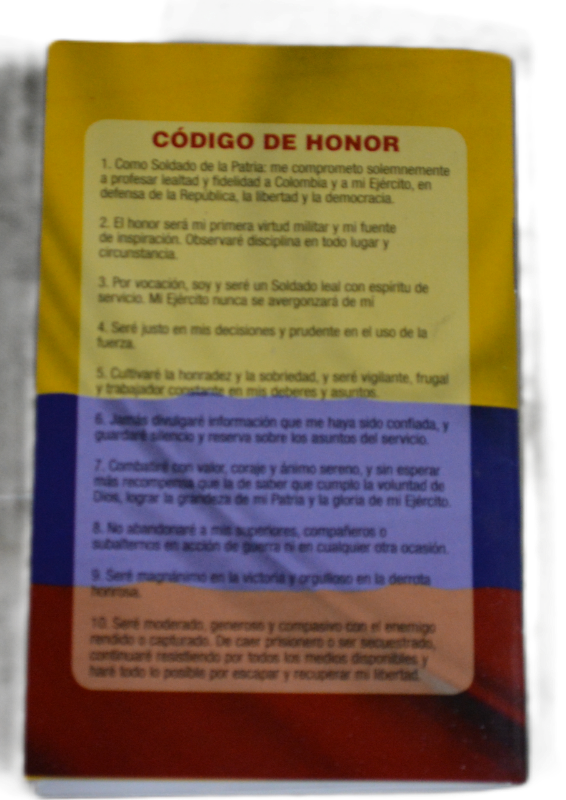 CÓDIGO DE HONOR
1. Como Soldado de la Patria: me comprometo solemnemente
a profesar lealtad y fidelidad a Colombia y a mi Ejército, en
defensa de la República, la libertad y la democracia.
2. El honor será mi primera virtud militar y mi fuente
de inspiración. Observaré disciplina en todo lugar y
circunstancia.
3. Por vocación, soy y seré un Soldado leal con espíritu de
servicio. Mi Ejército nunca se avergonzará de mi
4. Seré justo en mis decisiones y prudente en el uso de la
fuerza.
5. Cultivaré la honradez y la sobriedad, y seré vigilante, frugal
y trabajador constante en mis deberes y asuntos.
6. Jamás divulgaré información que me haya sido confiada, y
guardaré silencio y reserva sobre los asuntos del servicio.
7. Combatiré con valor, coraje y ánimo sereno, y sin esperar
más recompensa que la de saber que cumplo la voluntad de
Dios, lograr la grandeza de mi Patria y la gloria de mi Ejército.
8. No abandonaré a mis superiores, compañeros o
subalternos en acción de guerra ni en cualquier otra ocasión.
9. Seré magnánimo en la victoria y orgulloso en la derrota
honrosa.
10. Seré moderado, generoso y compasivo con el enemigo
rendido o capturado. De caer prisionero o ser secuestrado,
continuaré resistiendo por todos los medios disponibles y
haré todo lo posible por escapar y recuperar mi libertad.